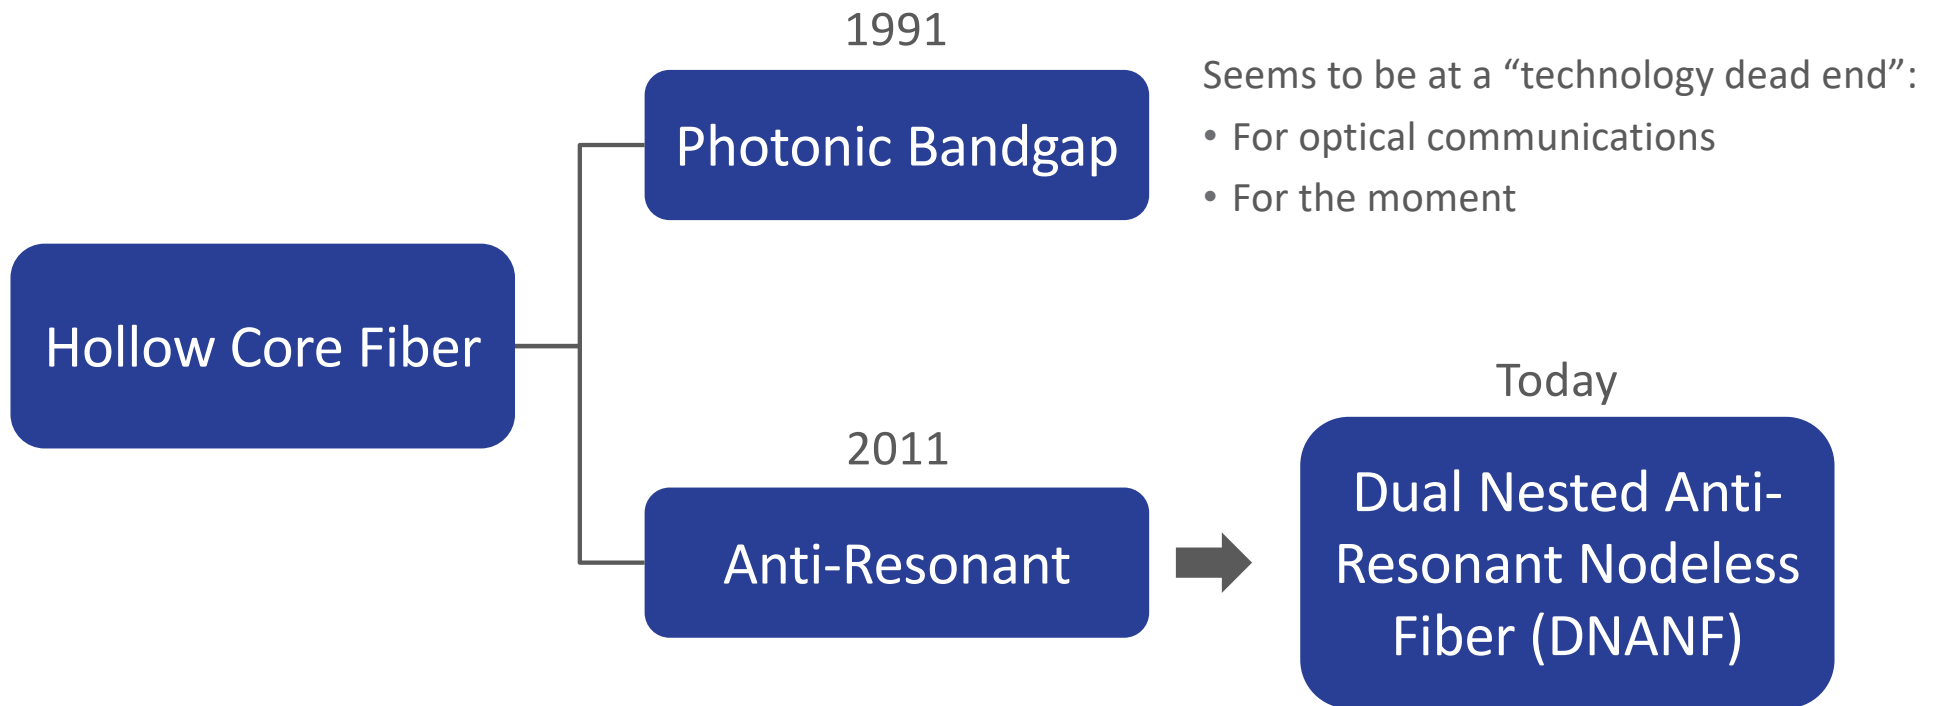 1991
Photonic Bandgap
Seems to be at a “technology dead end”:
• For optical communications
• For the moment
Hollow Core Fiber
2011
Anti-Resonant
Today
Dual Nested Anti-
Resonant Nodeless
Fiber (DNANF)